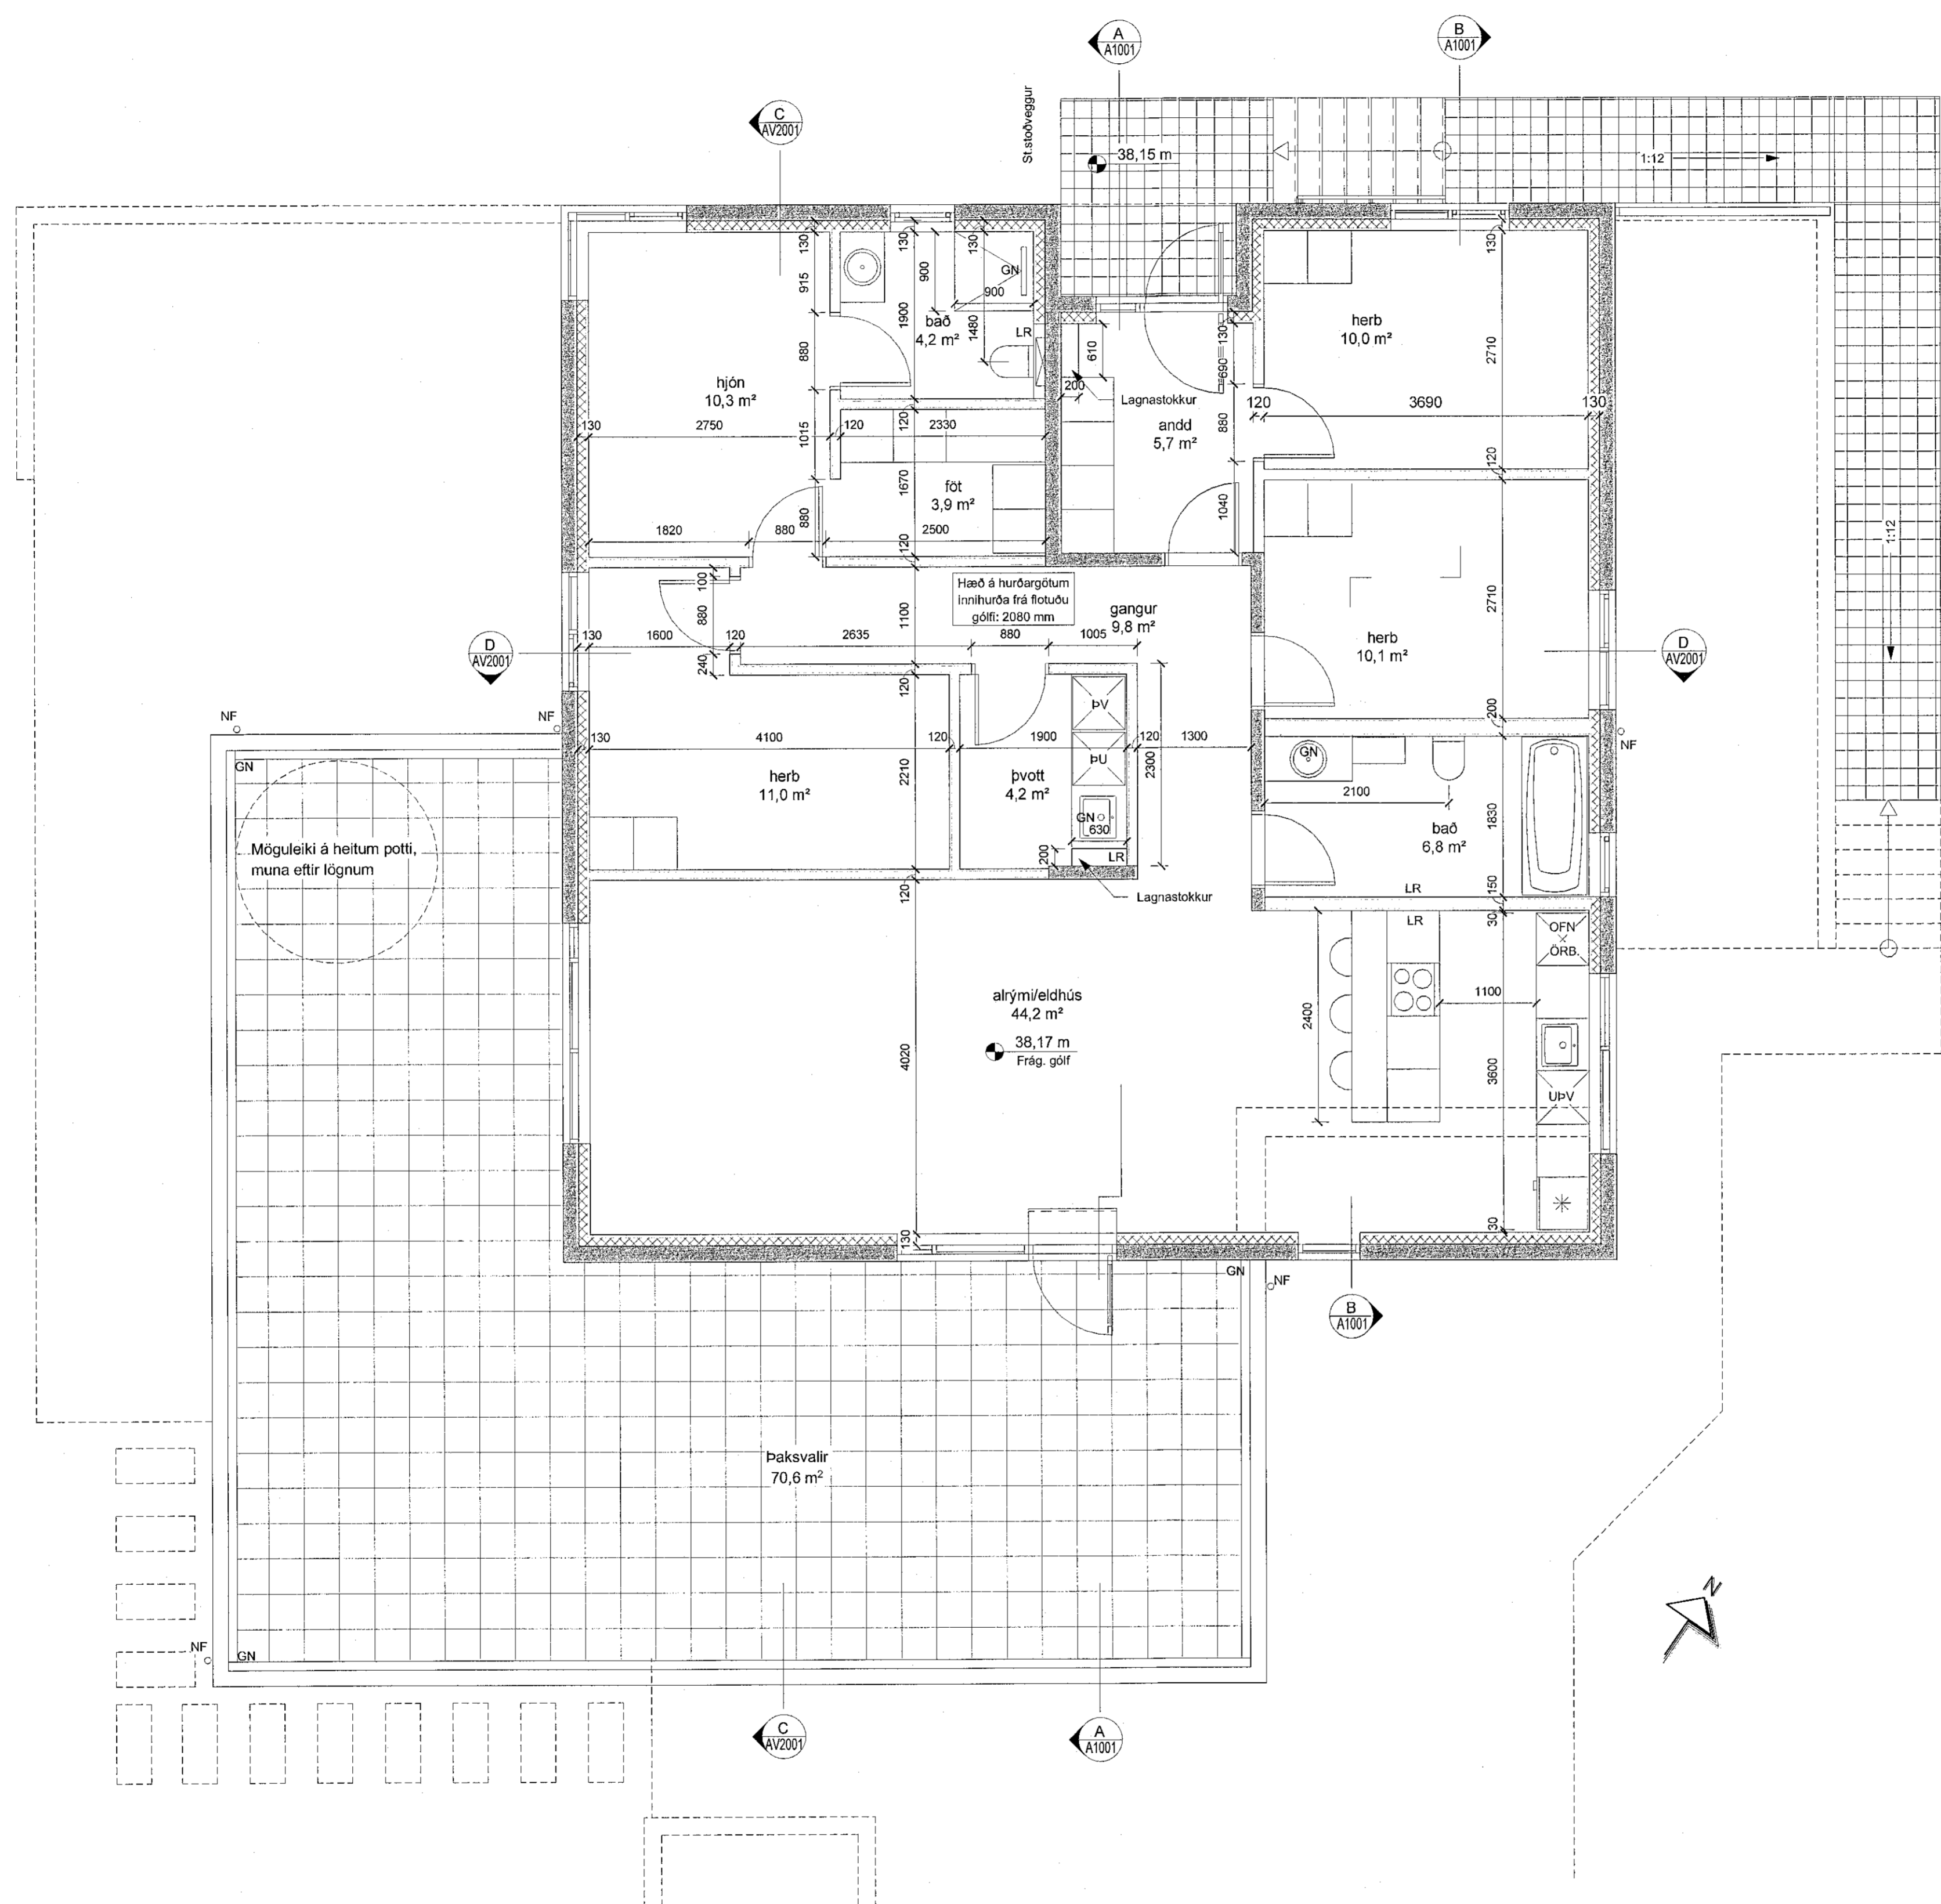 A
A1001
B
A1001
C
AV2001
St.stoðveggur
38,15 m
1:12
1:12
130
915
880
1015
880
130
900
1900
130
GN
900
1480
bað
4,2 m²
LR
hjón
10,3 m²
130
2750
120
120
2330
1670
föt
3,9 m²
1820
880
2500
120
610
200
Lagnastokkur
andd
5,7 m²
130
690
880
1040
herb
10,0 m²
130
2710
120
3690
130
120
Hæð á hurðargötum
innihurða frá flotuðu
gólfi: 2080 mm
gangur
9,8 m²
100
880
240
1100
130
1600
120
2635
880
1005
D
AV2001
herb
10,1 m²
2710
200
D
AV2001
NF
NF
NF
GN
130
4100
120
120
1900
120
1300
2300
2210
herb
11,0 m²
þvott
4,2 m²
ÞV
ÞU
GN
630
200
LR
Lagnastokkur
GN
2100
bað
6,8 m²
1830
150
LR
Möguleiki á heitum potti,
muna eftir lögnum
120
30
LR
OFN
ÖRB.
1100
2400
alrými/eldhús
44,2 m²
38,17 m
Frág. gólf
4020
3600
UÞV
130
30
GN
NF
B
A1001
Þaksvalir
70,6 m²
N
NF
GN
C
AV2001
A
A1001